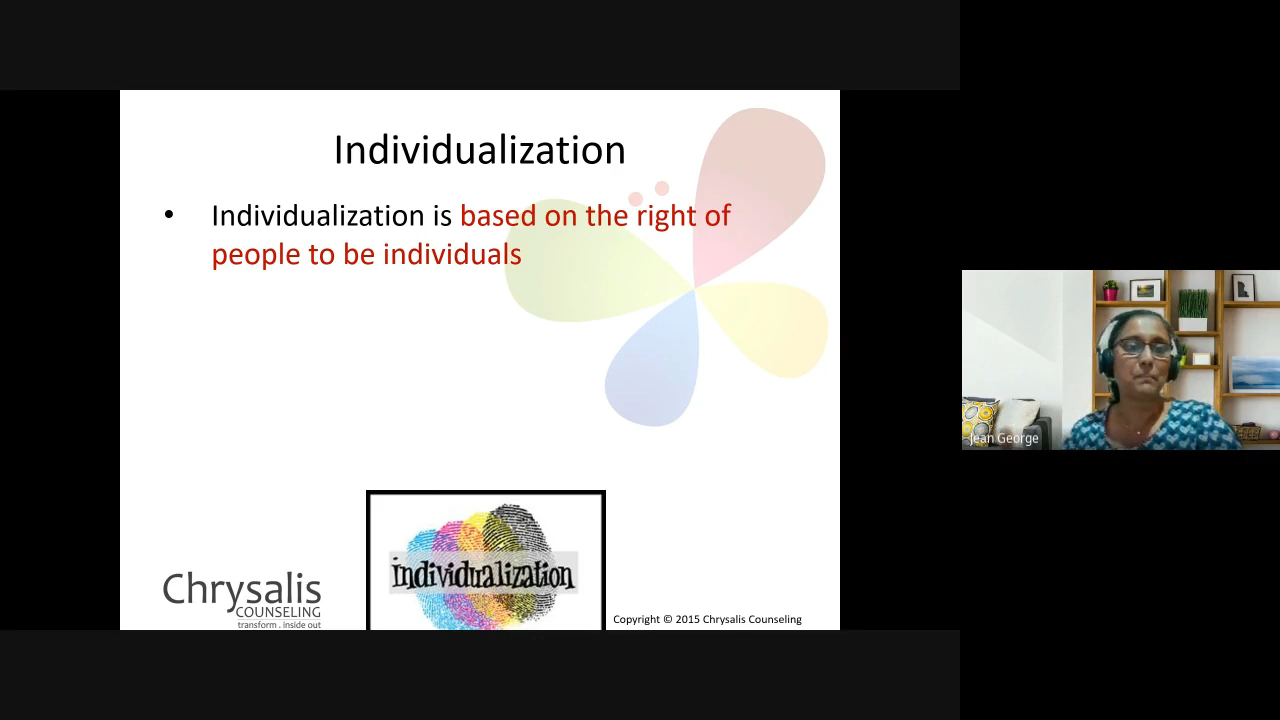 Individualization
• Individualization is based on the right of
people to be individuals
Jean George
individualization
Chrysalis
COUNSELING
transform . inside out
Copyright © 2015 Chrysalis Counseling